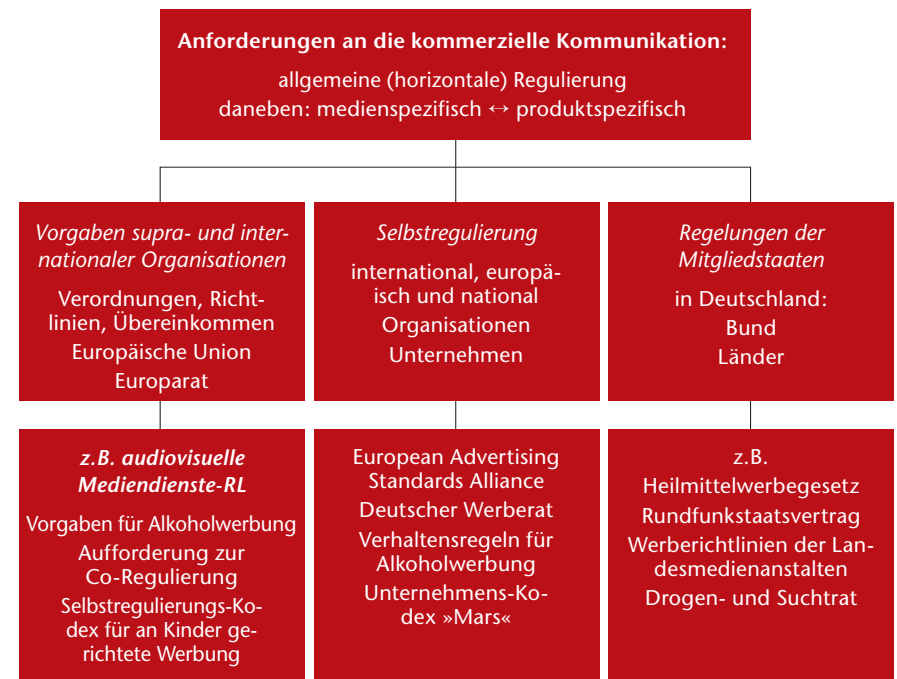 Anforderungen an die kommerzielle Kommunikation:
allgemeine (horizontale) Regulierung
daneben: medienspezifisch ↔ produktspezifisch
Vorgaben supra- und inter-
nationaler Organisationen
Verordnungen, Richt-
linien, Übereinkommen
Europäische Union
Europarat
Selbstregulierung
international, europä-
isch und national
Organisationen
Unternehmen
Regelungen der
Mitgliedstaaten
in Deutschland:
Bund
Länder
z.B. audiovisuelle
Mediendienste-RL
Vorgaben für Alkoholwerbung
Aufforderung zur
Co-Regulierung
Selbstregulierungs-Ko-
dex für an Kinder ge-
richtete Werbung
European Advertising
Standards Alliance
Deutscher Werberat
Verhaltensregeln für
Alkoholwerbung
Unternehmens-Ko-
dex »Mars«
z.B.
Heilmittelwerbegesetz
Rundfunkstaatsvertrag
Werberichtlinien der Lan-
desmedienanstalten
Drogen- und Suchtrat